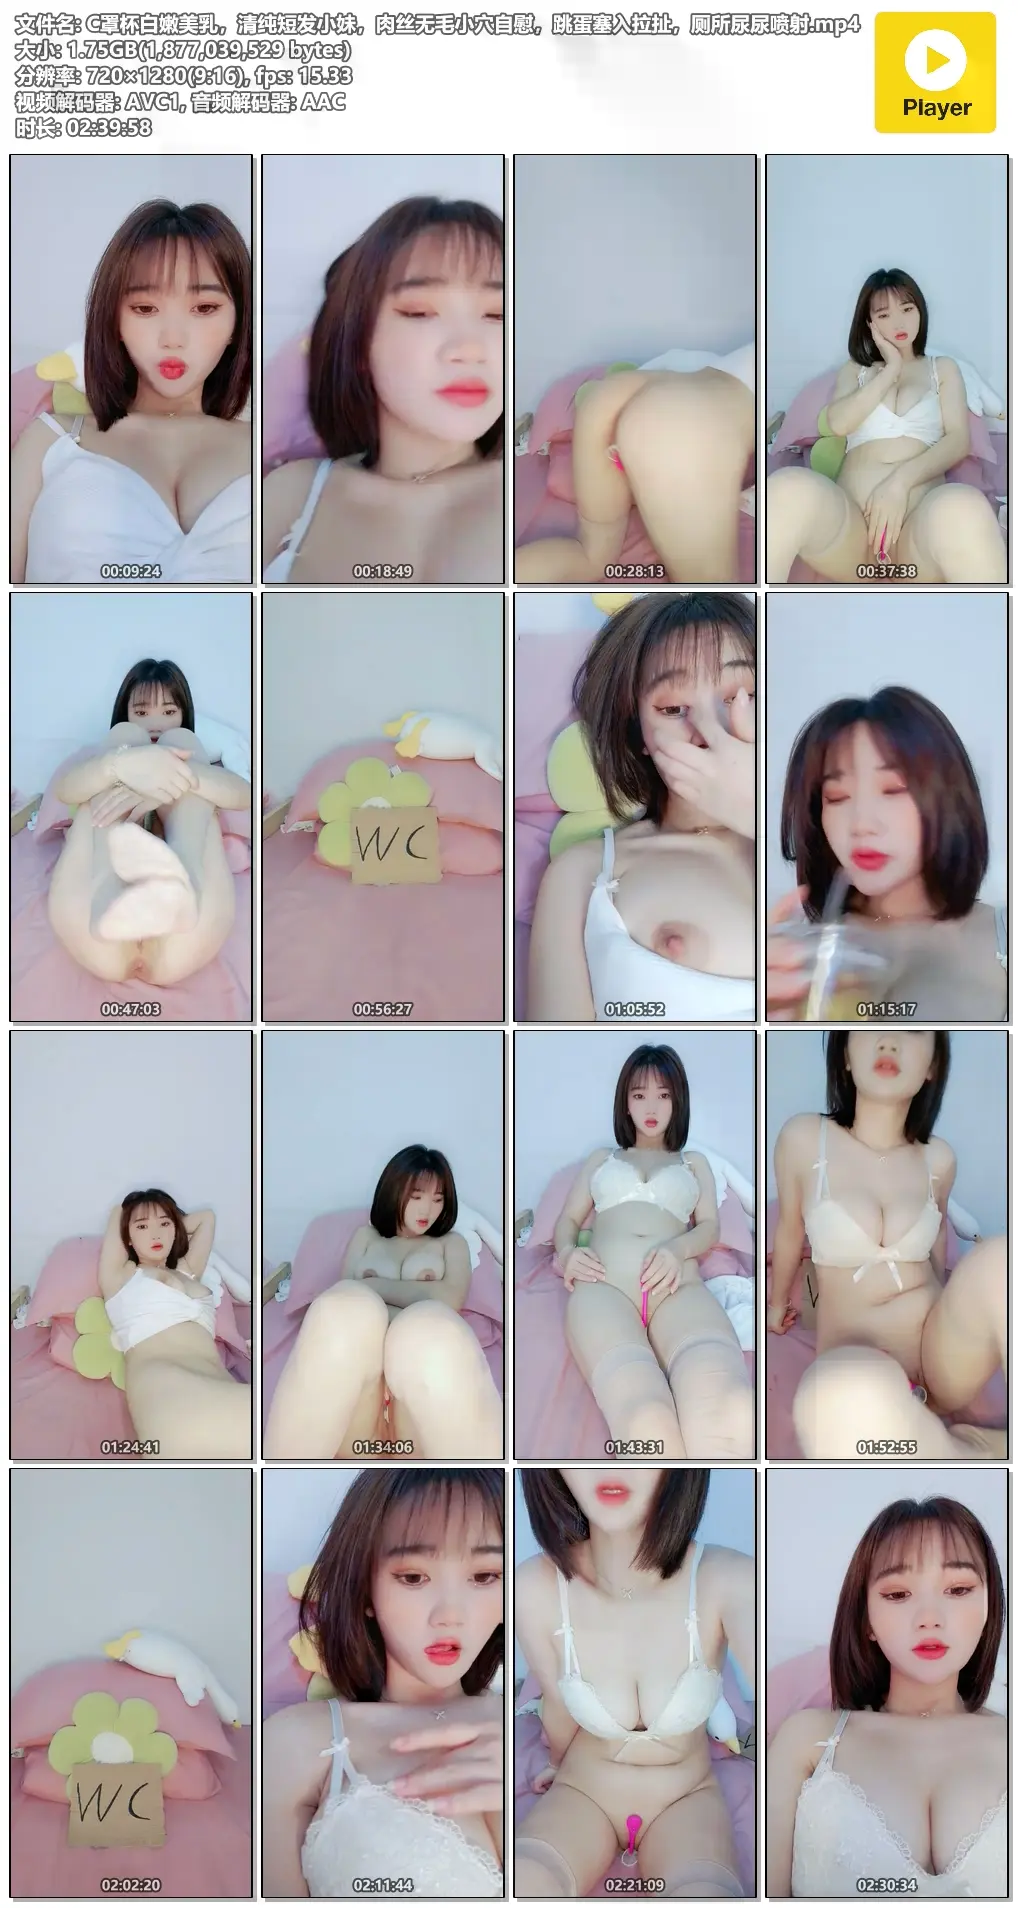 文件名: C罩杯白嫩美乳，清纯短发小妹，肉丝无毛小穴自慰，跳蛋塞入拉扯，厕所尿尿喷射.mp4
大小: 1.75GB(1,877,039,529 bytes)
分辨率: 720×1280(9:16), fps: 15.33
视频解码器: AVC1, 音频解码器: AAC
时长: 02:39:58
Player
00:09:24
00:18:49
00:28:13
00:37:38
WC
00:47:03
00:56:27
01:05:52
01:15:17
01:24:41
01:34:06
01:43:31
01:52:55
WC
02:02:20
02:11:44
02:21:09
02:30:34